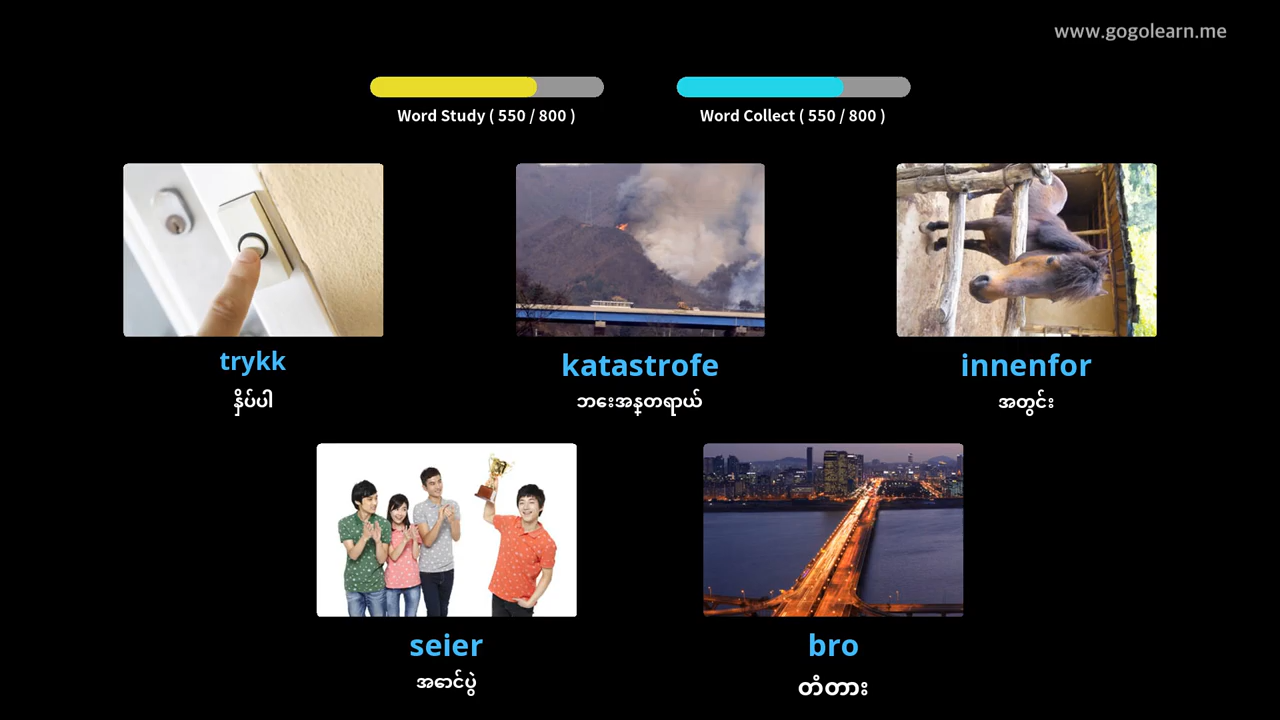 www.gogolearn.me
Word Study ( 550 / 800 )
Word Collect ( 550 / 800 )
trykk
နှိပ်ပါ
katastrofe
ဘေးအန္တရာယ်
innenfor
အတွင်း
seier
အောင်ပွဲ
bro
တံတား